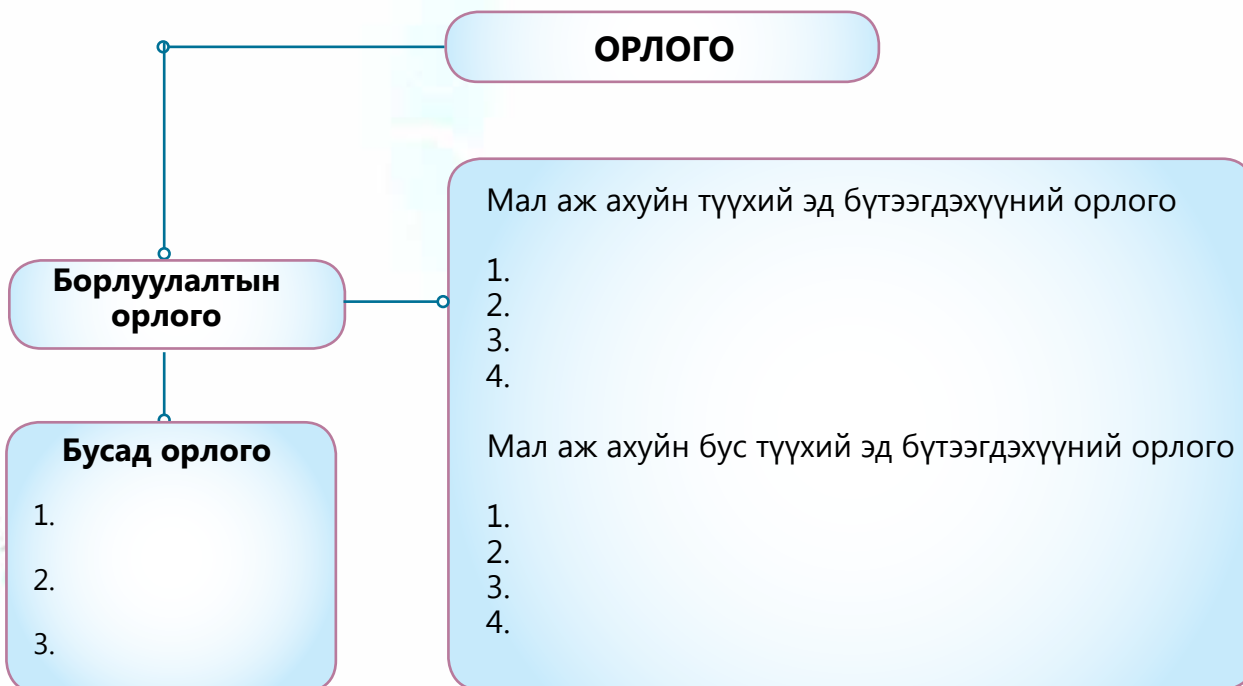 ОРЛОГО
Борлуулалтын
орлого
Мал аж ахуйн түүхий эд бүтээгдэхүүний орлого
1.
2.
3.
4.
Мал аж ахуйн бус түүхий эд бүтээгдэхүүний орлого
1.
2.
3.
4.
Бусад орлого
1.
2.
3.